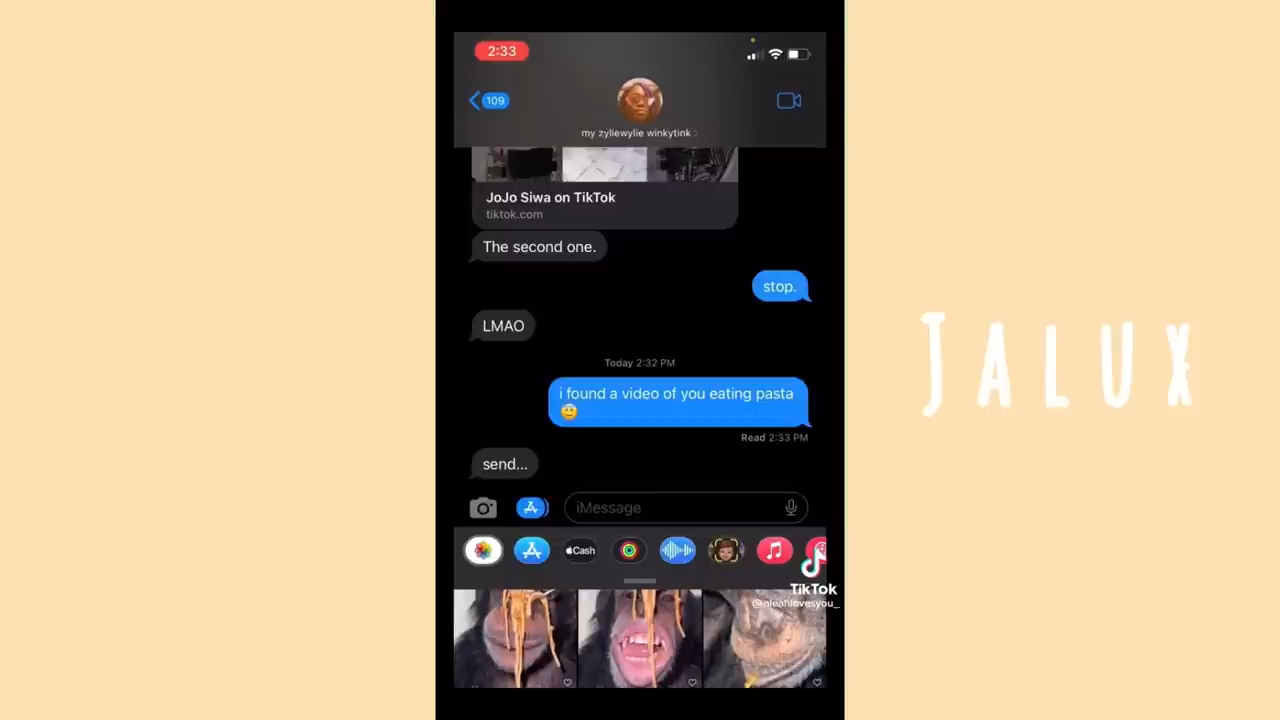 2:33
109
my zyliewylie winkytink
JoJo Siwa on TikTok
tiktok.com
The second one.
stop.
LMAO
Today 2:32 PM
i found a video of you eating pasta
😇
Read 2:33 PM
send...
iMessage
Cash
TikTok
@aleahlovesyou_
JALUX